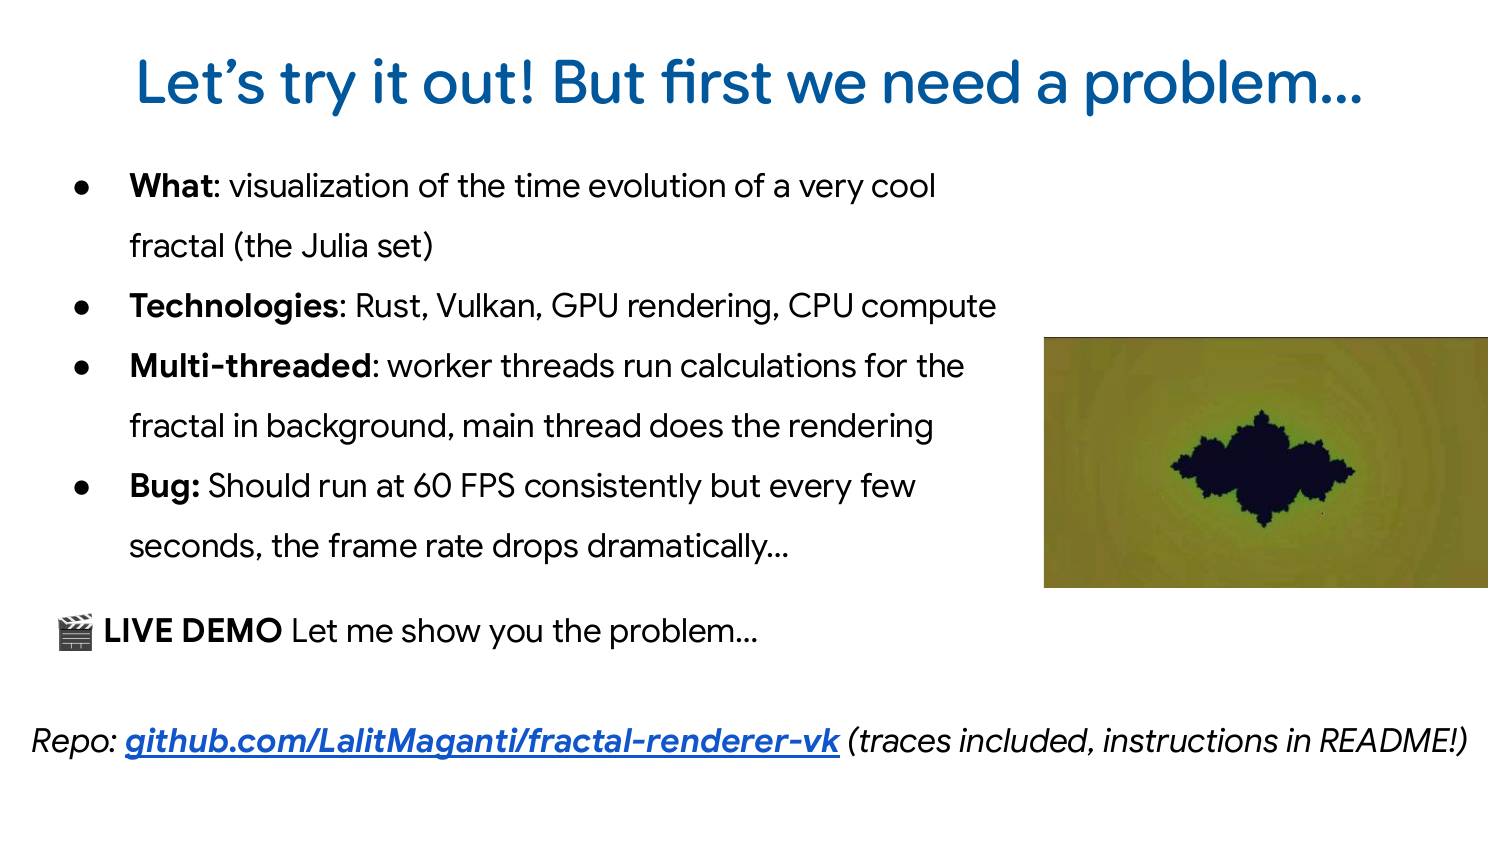 Let’s try it out! But first we need a problem...
● What: visualization of the time evolution of a very cool
fractal (the Julia set)
● Technologies: Rust, Vulkan, GPU rendering, CPU compute
● Multi-threaded: worker threads run calculations for the
fractal in background, main thread does the rendering
● Bug: Should run at 60 FPS consistently but every few
seconds, the frame rate drops dramatically...
🎬 LIVE DEMO Let me show you the problem...
Repo: github.com/LalitMaganti/fractal-renderer-vk (traces included, instructions in README!)